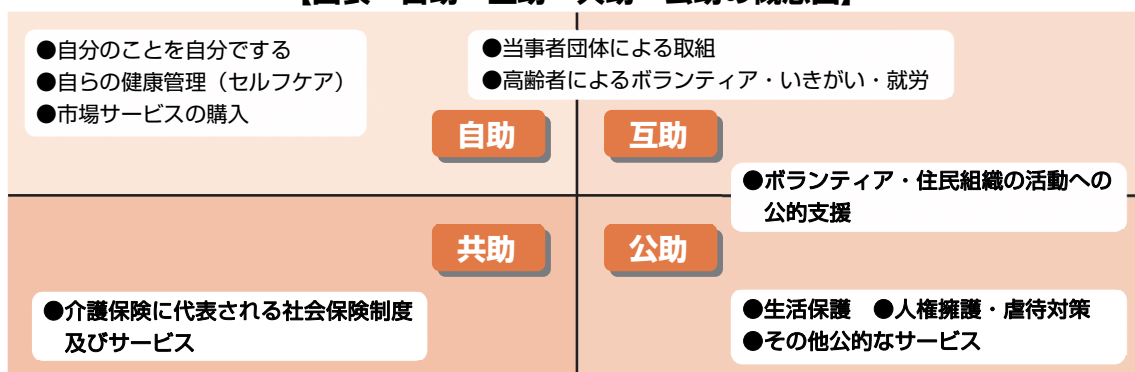 ●自分のことを自分でする
●自らの健康管理（セルフケア）
●市場サービスの購入
●当事者団体による取組
●高齢者によるボランティア・いきがい・就労
自助
互助
●ボランティア・住民組織の活動への
公的支援
共助
公助
●介護保険に代表される社会保険制度
及びサービス
●生活保護　●人権擁護・虐待対策
●その他公的なサービス